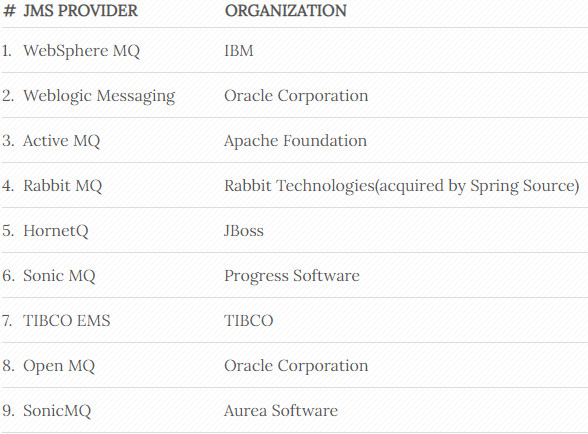 # JMS PROVIDER ORGANIZATION
1. WebSphere MQ IBM
2. Weblogic Messaging Oracle Corporation
3. Active MQ Apache Foundation
4. Rabbit MQ Rabbit Technologies(acquired by Spring Source)
5. HornetQ JBoss
6. Sonic MQ Progress Software
7. TIBCO EMS TIBCO
8. Open MQ Oracle Corporation
9. SonicMQ Aurea Software